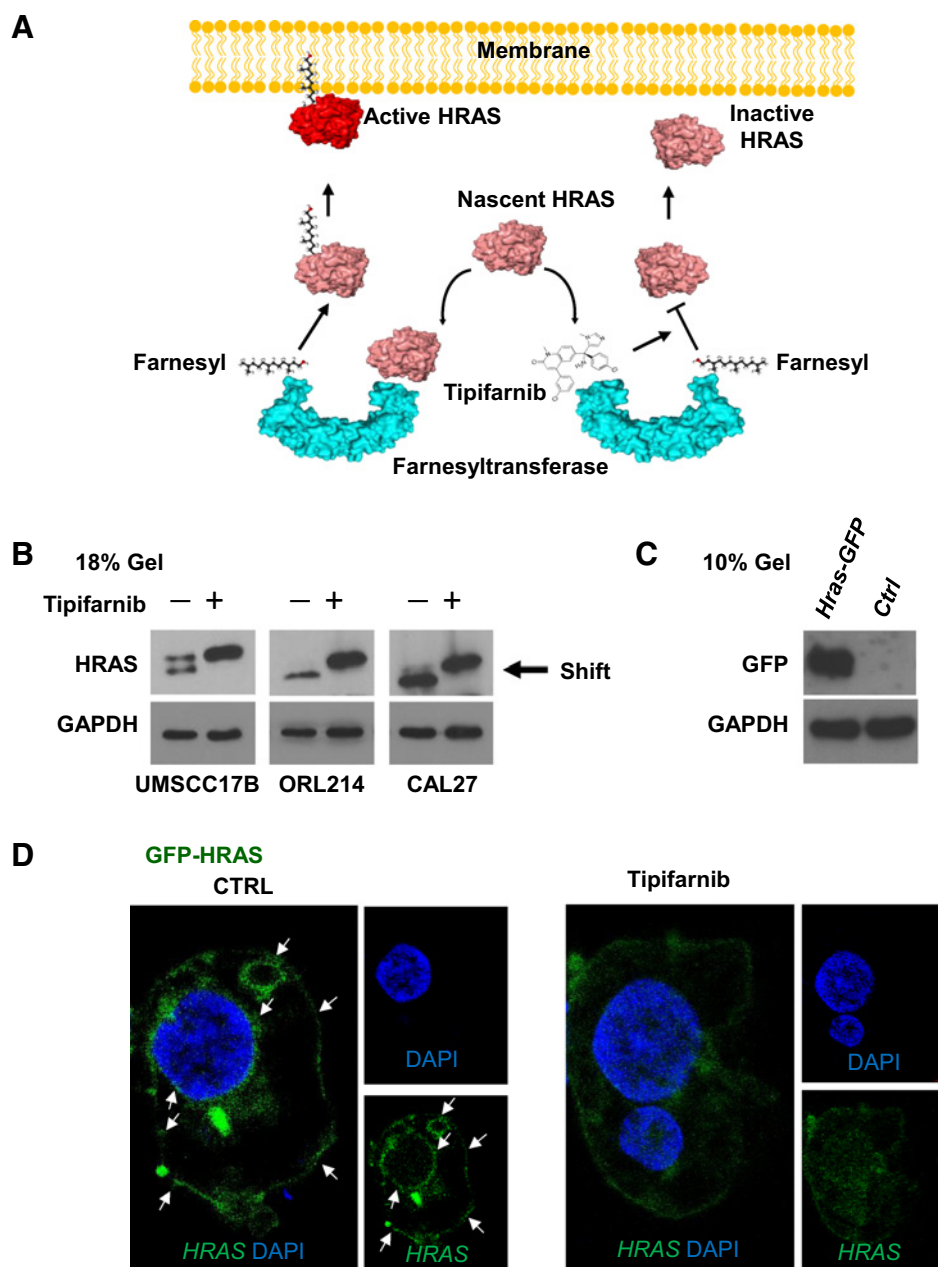 A
Membrane
Active HRAS
Inactive
HRAS
Nascent HRAS
Farnesyl
Tipifarnib
Farnesyl
Farnesyltransferase
B
18% Gel
Tipifarnib
— + — + — +
HRAS
Shift
GAPDH
UMSCC17B ORL214 CAL27
C
10% Gel
Hras-GFP
Ctrl
GFP
GAPDH
D
GFP-HRAS
CTRL
DAPI
HRAS DAPI
HRAS
Tipifarnib
DAPI
HRAS DAPI
HRAS